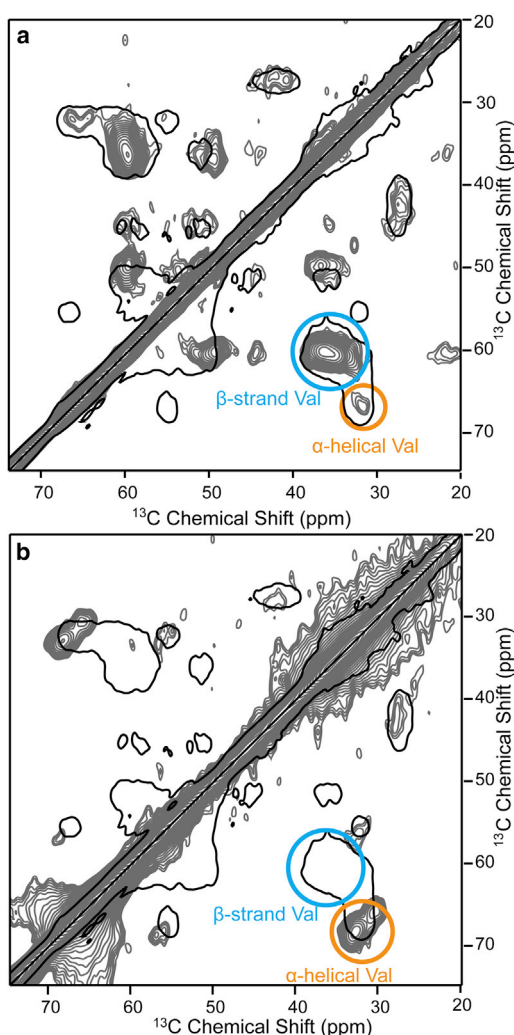 a
20
30
40
50
60
70
¹³C Chemical Shift (ppm)
β-strand Val
α-helical Val
70 60 50 40 30 20
¹³C Chemical Shift (ppm)
b
20
30
40
50
60
70
¹³C Chemical Shift (ppm)
β-strand Val
α-helical Val
70 60 50 40 30 20
¹³C Chemical Shift (ppm)